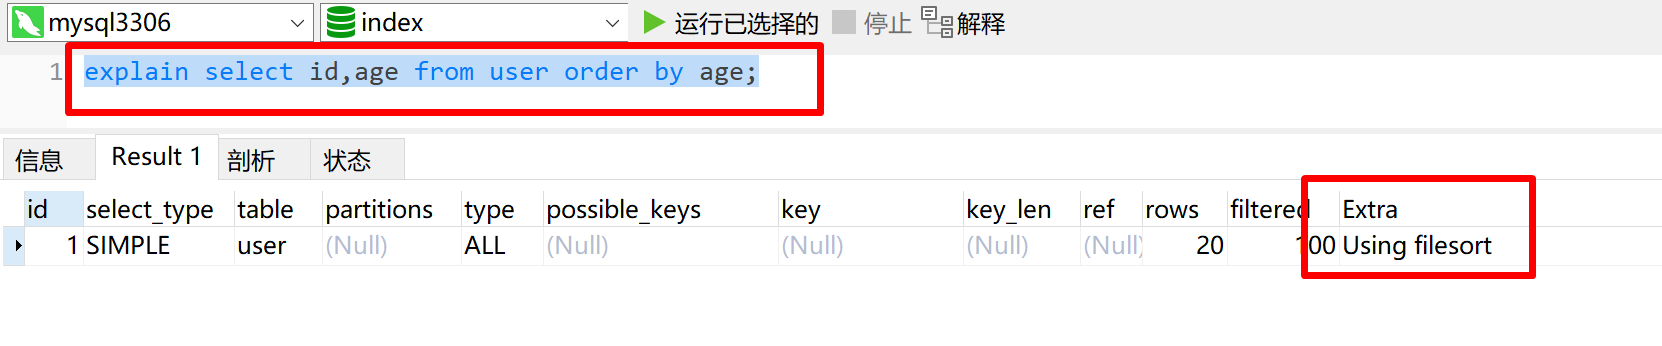 mysql3306 index 运行已选择的 停止 解释
1 explain select id,age from user order by age;
信息 Result 1 剖析 状态
id select_type table partitions type possible_keys key key_len ref rows filtered Extra
1 SIMPLE user (Null) ALL (Null) (Null) (Null) (Null) 20 100 Using filesort